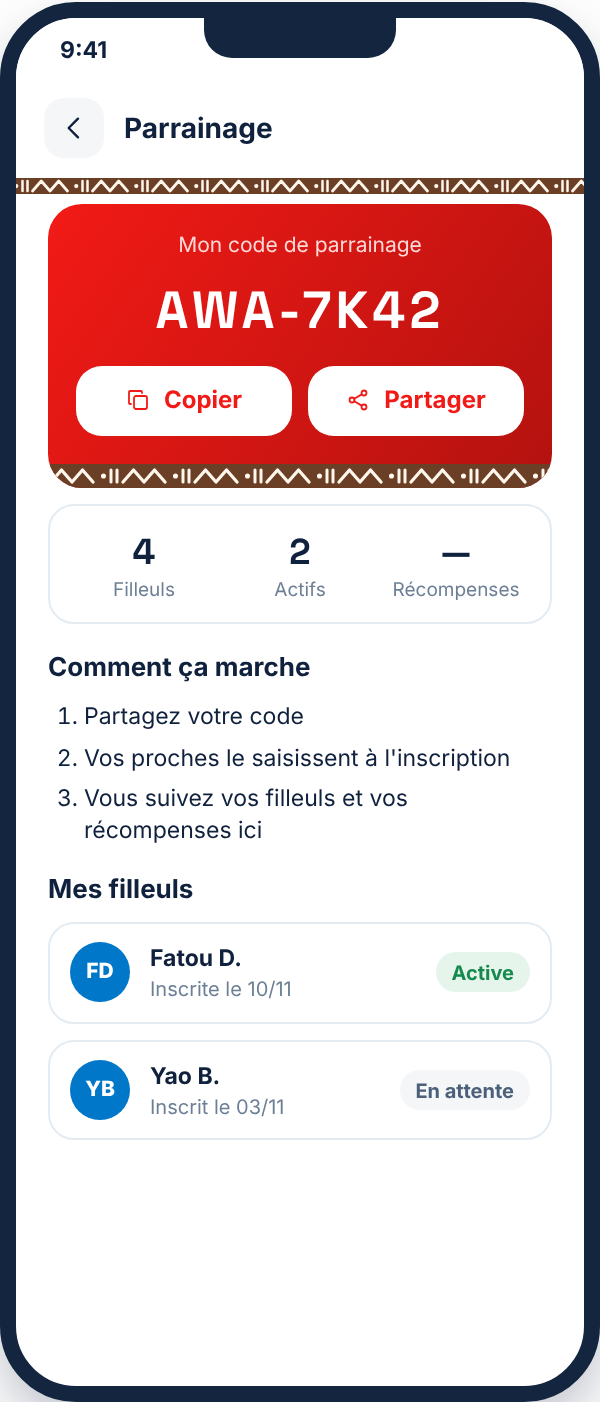 9:41
Parrainage
Mon code de parrainage
AWA-7K42
Copier
Partager
4
2
—
Filleuls
Actifs
Récompenses
Comment ça marche
1. Partagez votre code
2. Vos proches le saisissent à l'inscription
3. Vous suivez vos filleuls et vos
récompenses ici
Mes filleuls
FD
Fatou D.
Inscrite le 10/11
Active
YB
Yao B.
Inscrit le 03/11
En attente